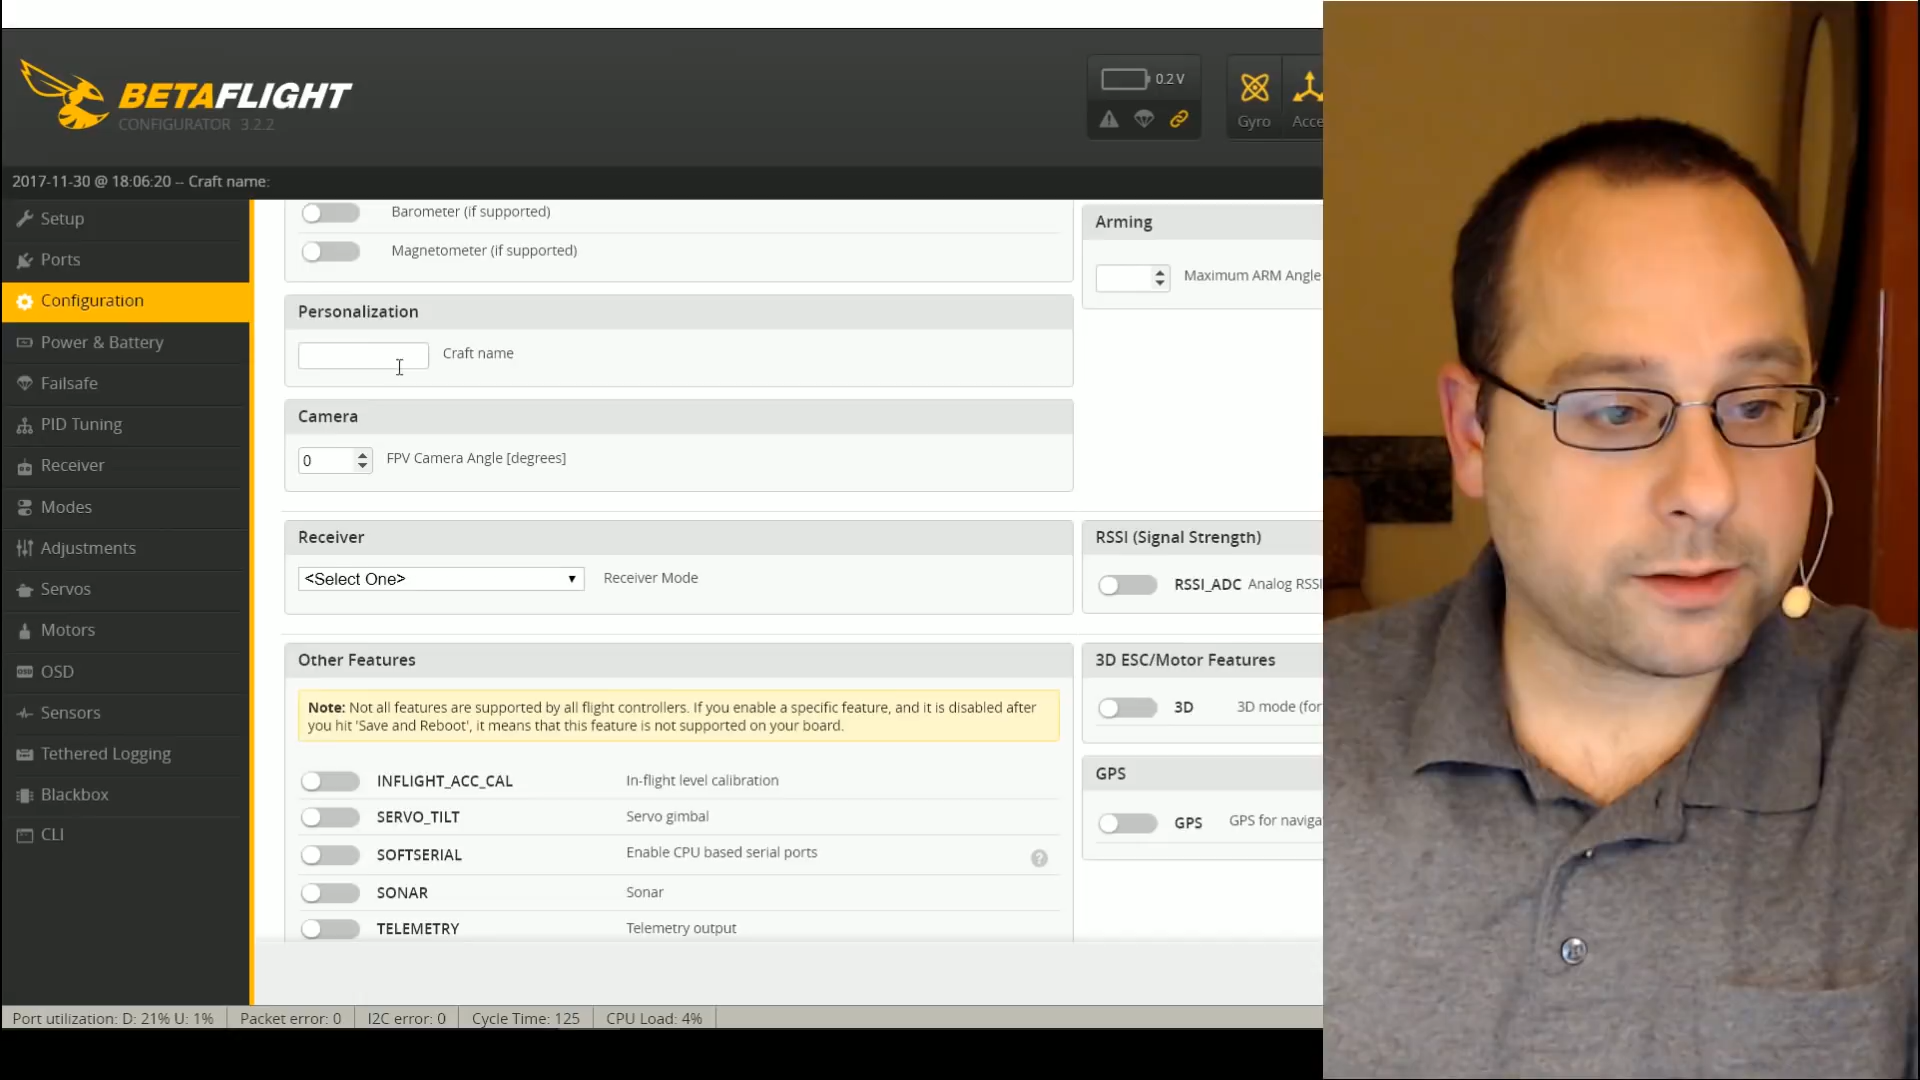 BETAFLIGHT
CONFIGURATOR 3.2.2
0.2 V
Gyro
Acce
2017-11-30 @ 18:06:20 -- Craft name:
Setup
Ports
Configuration
Power & Battery
Failsafe
PID Tuning
Receiver
Modes
Adjustments
Servos
Motors
OSD
Sensors
Tethered Logging
Blackbox
CLI
Barometer (if supported)
Magnetometer (if supported)
Personalization
Craft name
Camera
0 FPV Camera Angle [degrees]
Receiver
<Select One> Receiver Mode
Other Features
Note: Not all features are supported by all flight controllers. If you enable a specific feature, and it is disabled after
you hit 'Save and Reboot', it means that this feature is not supported on your board.
INFLIGHT_ACC_CAL In-flight level calibration
SERVO_TILT Servo gimbal
SOFTSERIAL Enable CPU based serial ports ?
SONAR Sonar
TELEMETRY Telemetry output
Arming
Maximum ARM Angle
RSSI (Signal Strength)
RSSI_ADC Analog RSSI
3D ESC/Motor Features
3D 3D mode (for
GPS
GPS GPS for naviga
Port utilization: D: 21% U: 1% Packet error: 0 I2C error: 0 Cycle Time: 125 CPU Load: 4%